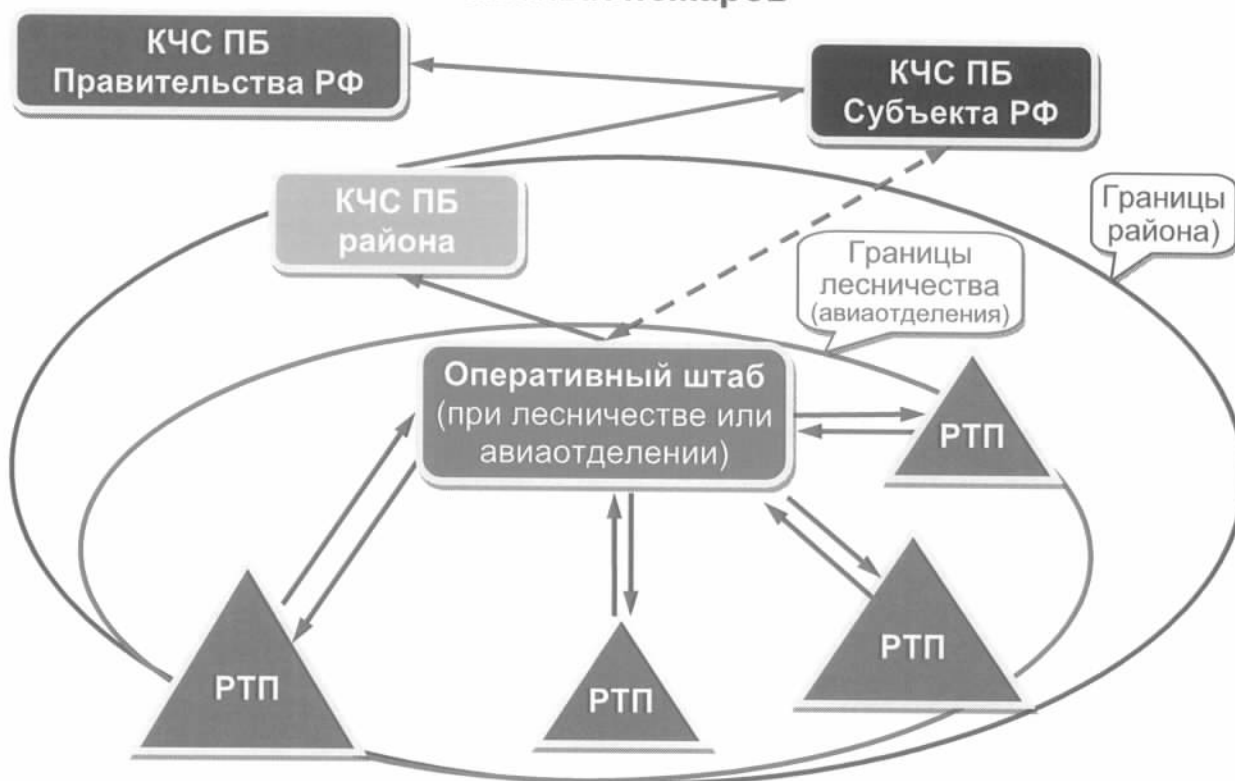 КЧС ПБ
Правительства РФ
КЧС ПБ
Субъекта РФ
КЧС ПБ
района
Границы
района)
Границы
лесничества
(авиаотделения)
Оперативный штаб
(при лесничестве или
авиаотделении)
РТП
РТП
РТП
РТП